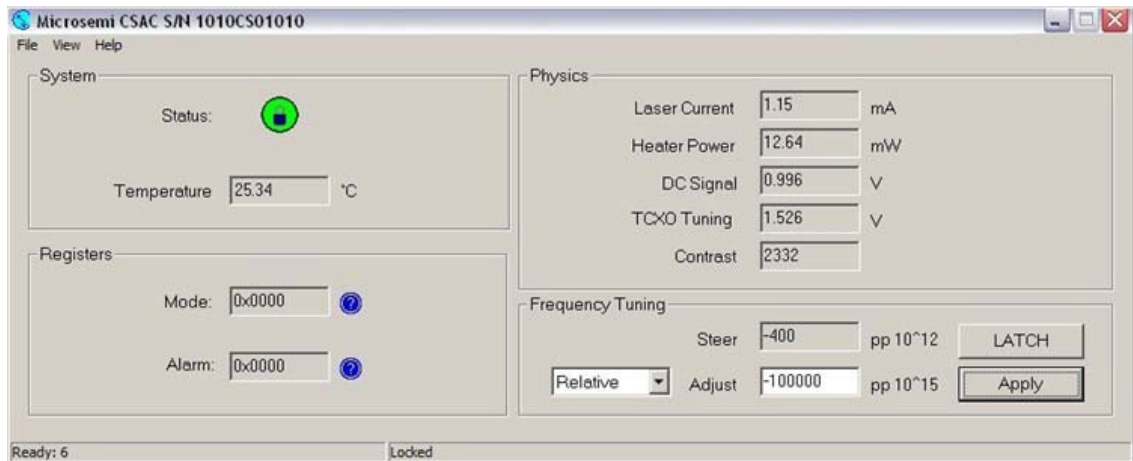 Microsemi CSAC S/N 1010CS01010
File View Help
System
Status:
Temperature 25.34 °C
Registers
Mode: 0x0000 ?
Alarm: 0x0000 ?
Physics
Laser Current 1.15 mA
Heater Power 12.64 mW
DC Signal 0.996 V
TCXO Tuning 1.526 V
Contrast 2332
Frequency Tuning
Steer -400 pp 10^12 LATCH
Relative Adjust -100000 pp 10^15 Apply
Ready: 6 Locked